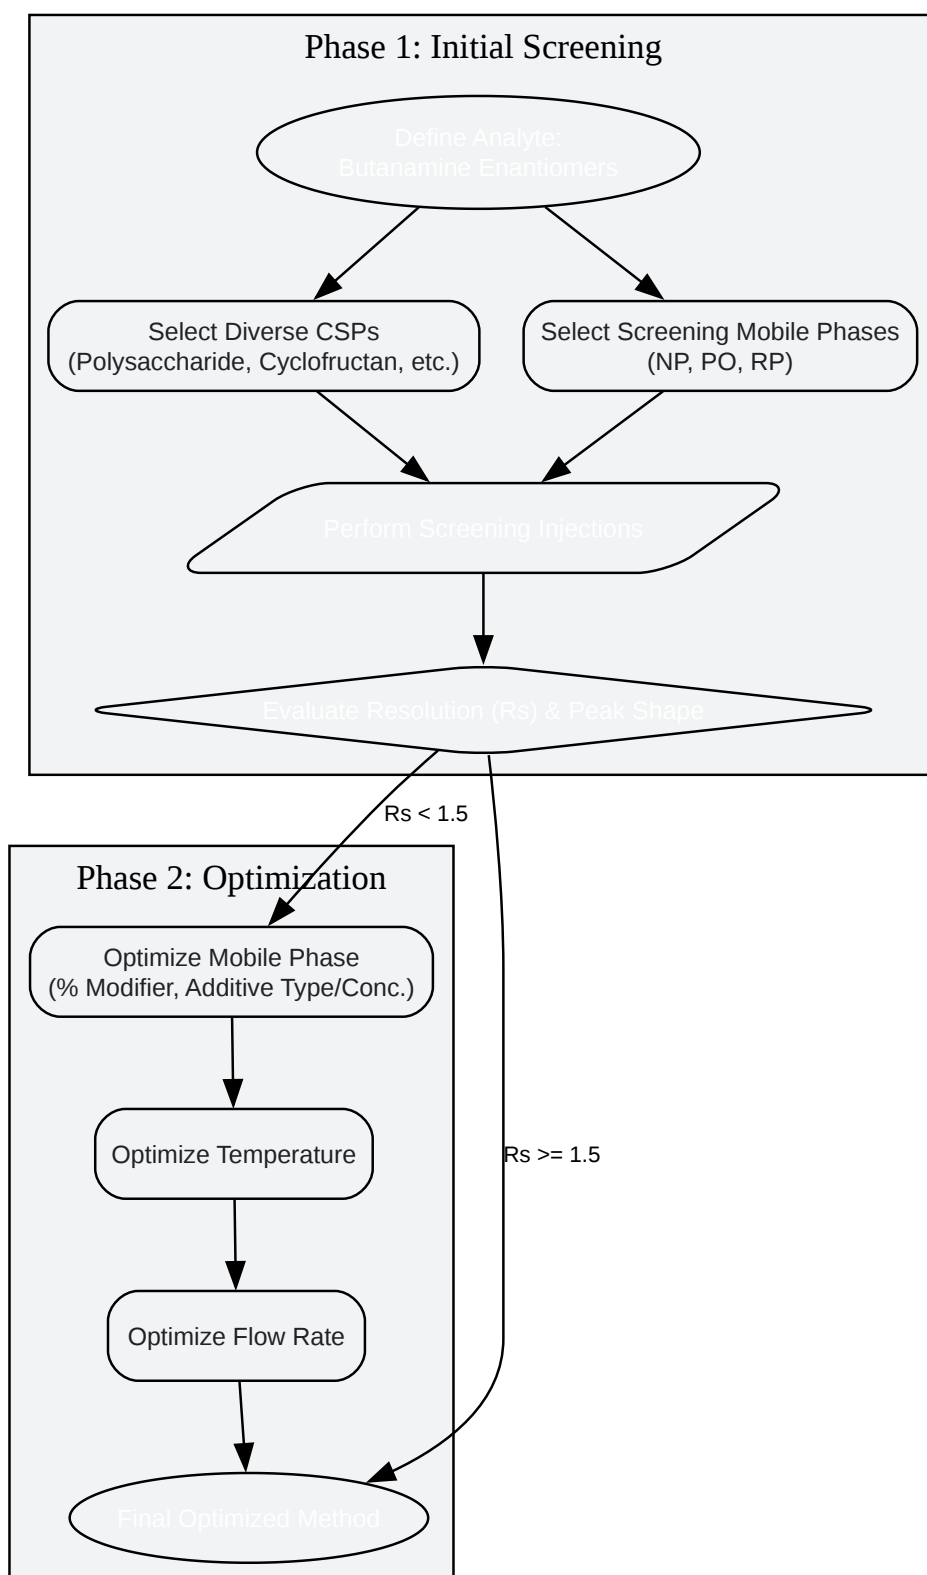 Phase 1: Initial Screening
Define Analyte:
Butanamine Enantiomers
Select Diverse CSPs
(Polysaccharide, Cyclofructan, etc.)
Select Screening Mobile Phases
(NP, PO, RP)
Perform Screening Injections
Evaluate Resolution (Rs) & Peak Shape
Rs < 1.5
Phase 2: Optimization
Optimize Mobile Phase
(% Modifier, Additive Type/Conc.)
Optimize Temperature
Rs >= 1.5
Optimize Flow Rate
Final Optimized Method